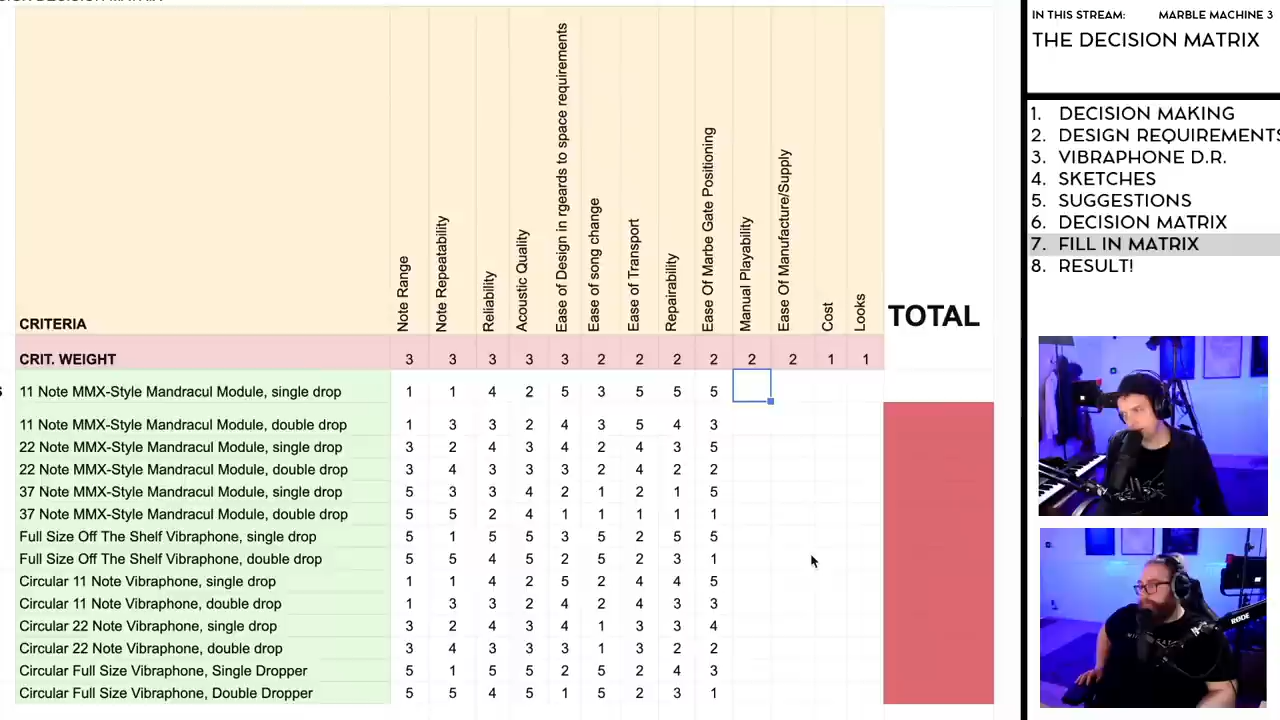 IN THIS STREAM: MARBLE MACHINE 3
THE DECISION MATRIX
1. DECISION MAKING
2. DESIGN REQUIREMENTS
3. VIBRAPHONE D.R.
4. SKETCHES
5. SUGGESTIONS
6. DECISION MATRIX
7. FILL IN MATRIX
8. RESULT!
CRITERIA
Note Range
Note Repeatability
Reliability
Acoustic Quality
Ease of Design in rgeards to space requirements
Ease of song change
Ease of Transport
Repairability
Ease Of Marbe Gate Positioning
Manual Playability
Ease Of Manufacture/Supply
Cost
Looks
TOTAL
CRIT. WEIGHT 3 3 3 3 3 2 2 2 2 2 2 1 1
11 Note MMX-Style Mandracul Module, single drop 1 1 4 2 5 3 5 5 5
11 Note MMX-Style Mandracul Module, double drop 1 3 3 2 4 3 5 4 3
22 Note MMX-Style Mandracul Module, single drop 3 2 4 3 4 2 4 3 5
22 Note MMX-Style Mandracul Module, double drop 3 4 3 3 3 2 4 2 2
37 Note MMX-Style Mandracul Module, single drop 5 3 3 4 2 1 2 1 5
37 Note MMX-Style Mandracul Module, double drop 5 5 2 4 1 1 1 1 1
Full Size Off The Shelf Vibraphone, single drop 5 1 5 5 3 5 2 5 5
Full Size Off The Shelf Vibraphone, double drop 5 5 4 5 2 5 2 3 1
Circular 11 Note Vibraphone, single drop 1 1 4 2 5 2 4 4 5
Circular 11 Note Vibraphone, double drop 1 3 3 2 4 2 4 3 3
Circular 22 Note Vibraphone, single drop 3 2 4 3 4 1 3 3 4
Circular 22 Note Vibraphone, double drop 3 4 3 3 3 1 3 2 2
Circular Full Size Vibraphone, Single Dropper 5 1 5 5 2 5 2 4 3
Circular Full Size Vibraphone, Double Dropper 5 5 4 5 1 5 2 3 1
RØDE